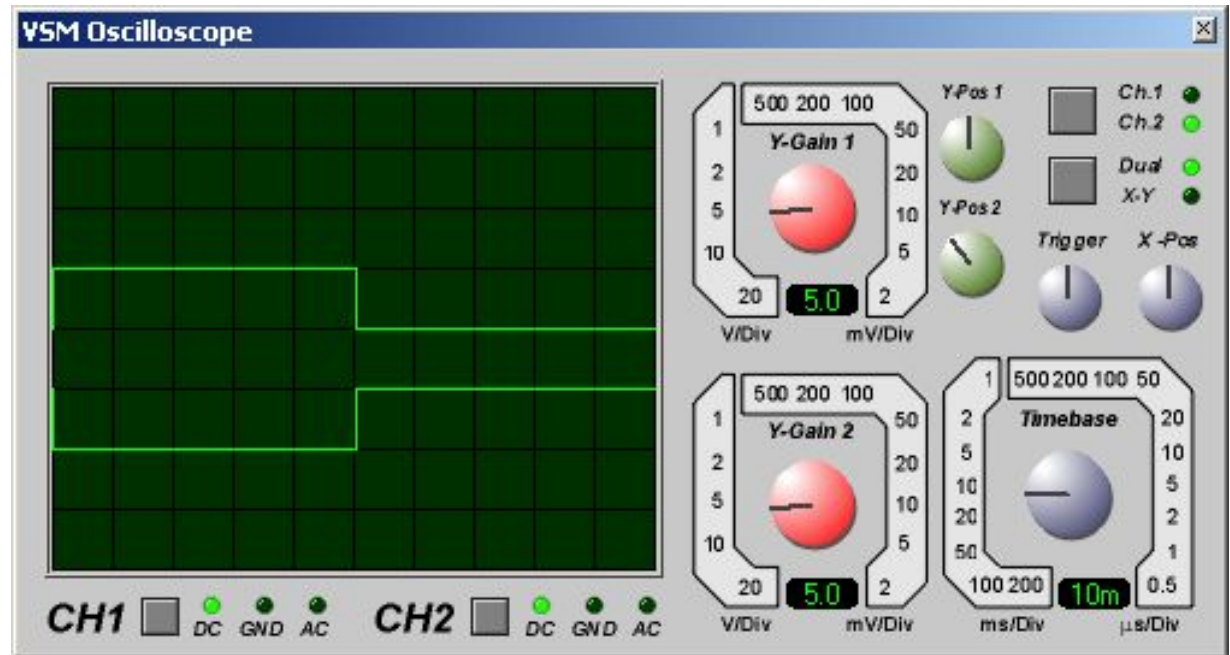 VSM Oscilloscope
500 200 100
1
2
5
10
20
Y-Gain 1
50
20
10
5
2
5.0
V/Div
mV/Div
Y-Pos 1
Y-Pos 2
Ch.1
Ch.2
Dual
X-Y
Trigger
X -Pos
500 200 100
1
2
5
10
20
Y-Gain 2
50
20
10
5
2
5.0
V/Div
mV/Div
1
500 200 100 50
2
5
10
20
50
100 200
Timebase
20
10
5
2
1
0.5
10m
ms/Div
µs/Div
CH1
DC
GND
AC
CH2
DC
GND
AC